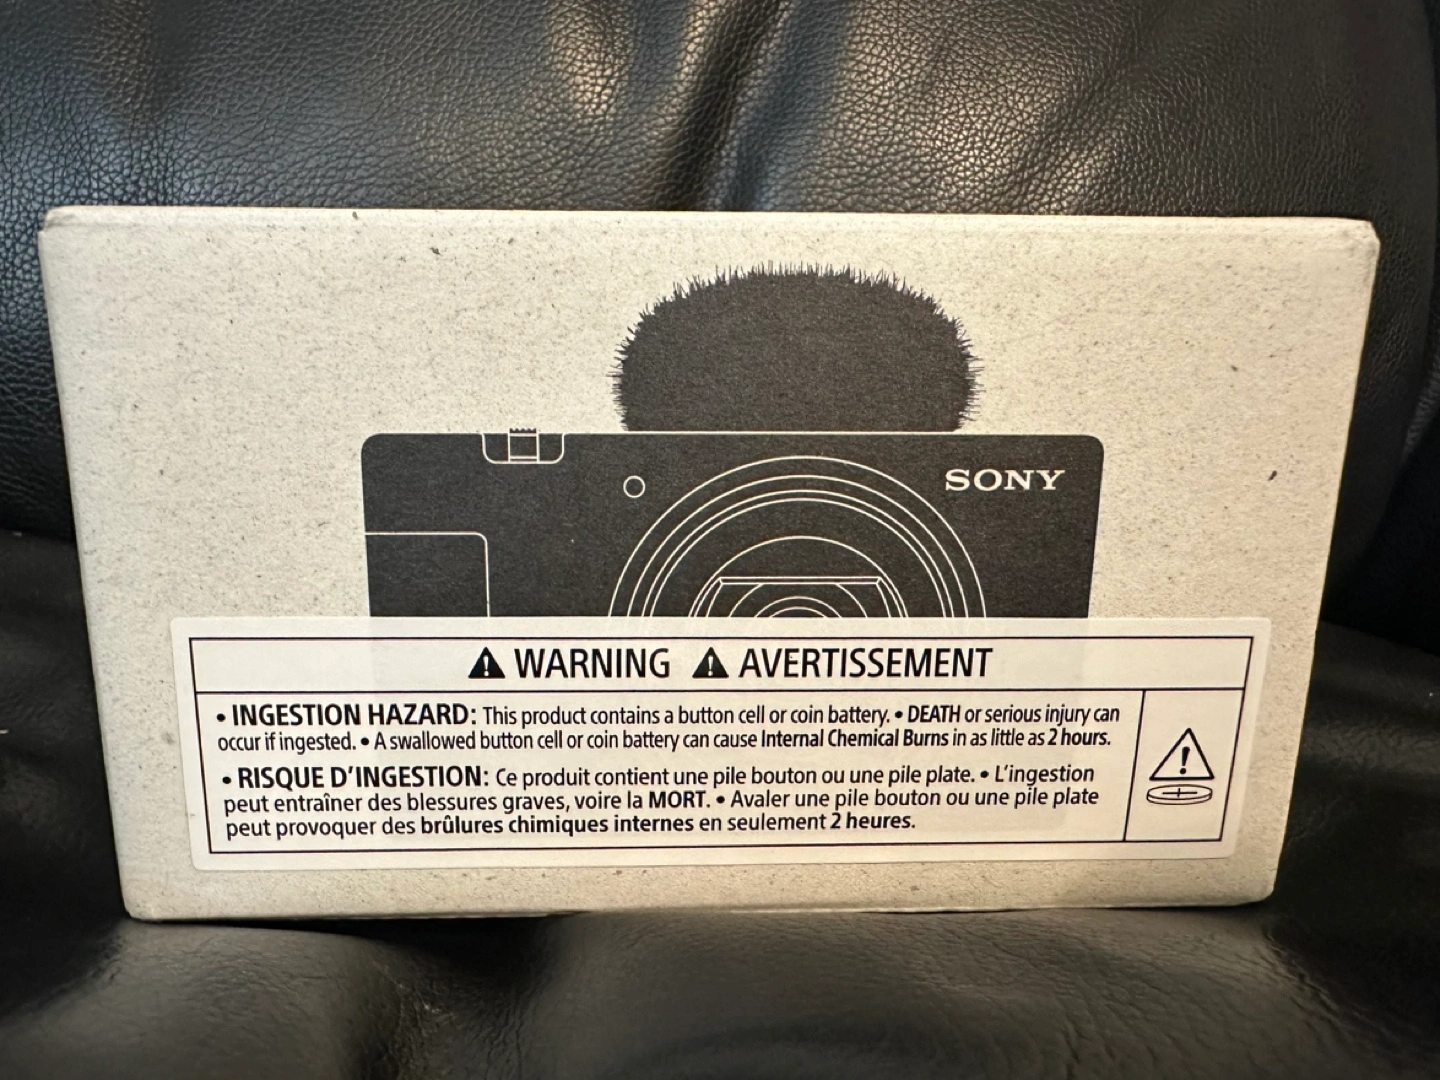 SONY
⚠ WARNING ⚠ AVERTISSEMENT
• INGESTION HAZARD: This product contains a button cell or coin battery. • DEATH or serious injury can
occur if ingested. • A swallowed button cell or coin battery can cause Internal Chemical Burns in as little as 2 hours.
• RISQUE D'INGESTION: Ce produit contient une pile bouton ou une pile plate. • L'ingestion
peut entraîner des blessures graves, voire la MORT. • Avaler une pile bouton ou une pile plate
peut provoquer des brûlures chimiques internes en seulement 2 heures.